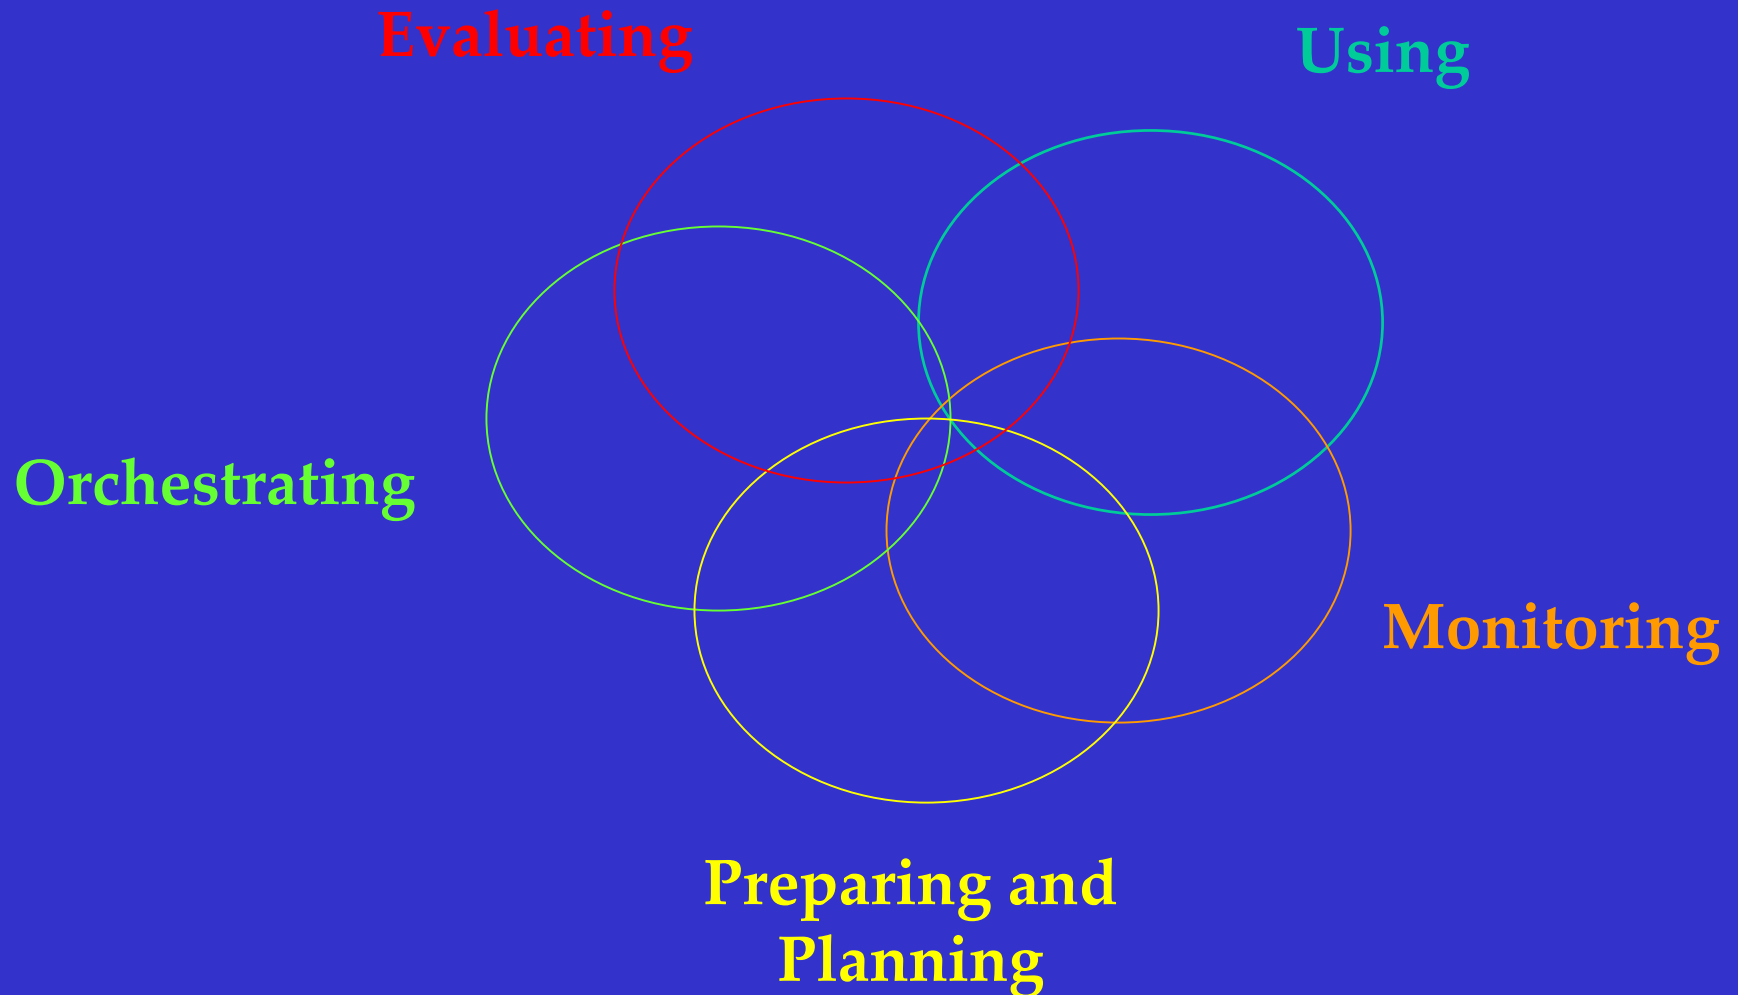 Evaluating
Using
Orchestrating
Monitoring
Preparing and
Planning